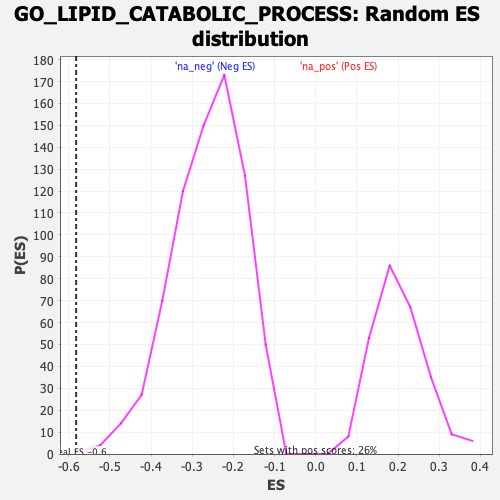 GO_LIPID_CATABOLIC_PROCESS: Random ES
distribution
'na_neg' (Neg ES)
'na_pos' (Pos ES)
180
170
160
150
140
130
120
110
100
90
80
70
60
50
40
30
20
10
0
P(ES)
ES -0.6
Sets with pos scores: 26%
-0.6 -0.5 -0.4 -0.3 -0.2 -0.1 0.0 0.1 0.2 0.3 0.4
ES